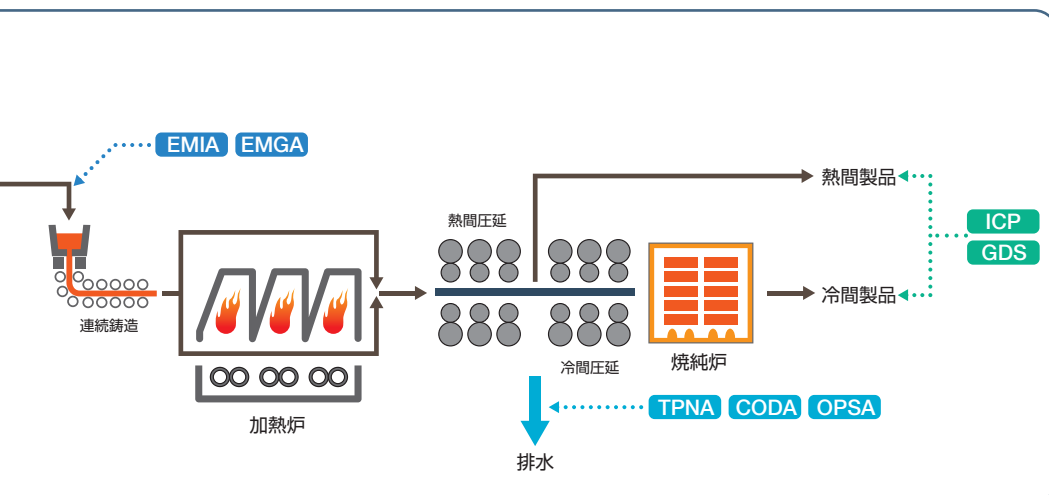 EMIA EMGA
熱間製品
熱間圧延
ICP
GDS
冷間製品
連続鋳造
焼純炉
冷間圧延
加熱炉
TPNA CODA OPSA
排水